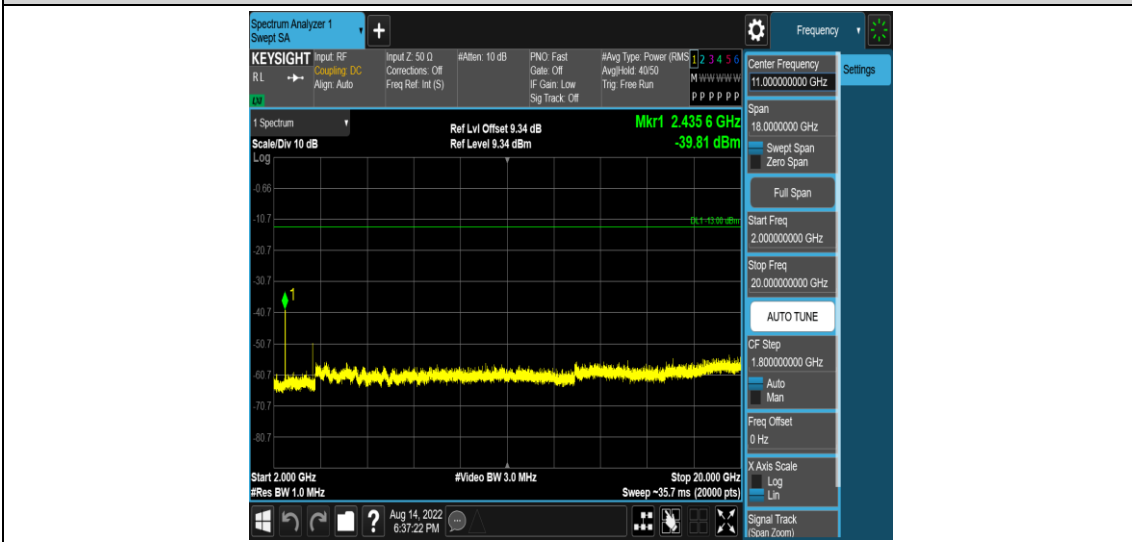 Spectrum Analyzer 1
Swept SA
+
Frequency
KEYSIGHT
RL
Input: RF
Coupling: DC
Align: Auto
Input Z: 50 Ω
Corrections: Off
Freq Ref: Int (S)
#Atten: 10 dB
PNO: Fast
Gate: Off
IF Gain: Low
Sig Track: Off
#Avg Type: Power (RMS
Avg|Hold: 40/50
Trig: Free Run
1 2 3 4 5 6
M W W W W W
P P P P P P
1 Spectrum
Scale/Div 10 dB
Log
Ref Lvl Offset 9.34 dB
Ref Level 9.34 dBm
Mkr1 2.435 6 GHz
-39.81 dBm
-0.66
-10.7
DL1 -13.00 dBm
-20.7
-30.7
1
-40.7
-50.7
-60.7
-70.7
-80.7
Start 2.000 GHz
#Res BW 1.0 MHz
#Video BW 3.0 MHz
Stop 20.000 GHz
Sweep ~35.7 ms (20000 pts)
Center Frequency
11.000000000 GHz
Settings
Span
18.0000000 GHz
Swept Span
Zero Span
Full Span
Start Freq
2.000000000 GHz
Stop Freq
20.000000000 GHz
AUTO TUNE
CF Step
1.800000000 GHz
Auto
Man
Freq Offset
0 Hz
X Axis Scale
Log
Lin
Signal Track
(Span Zoom)
?
Aug 14, 2022
6:37:22 PM